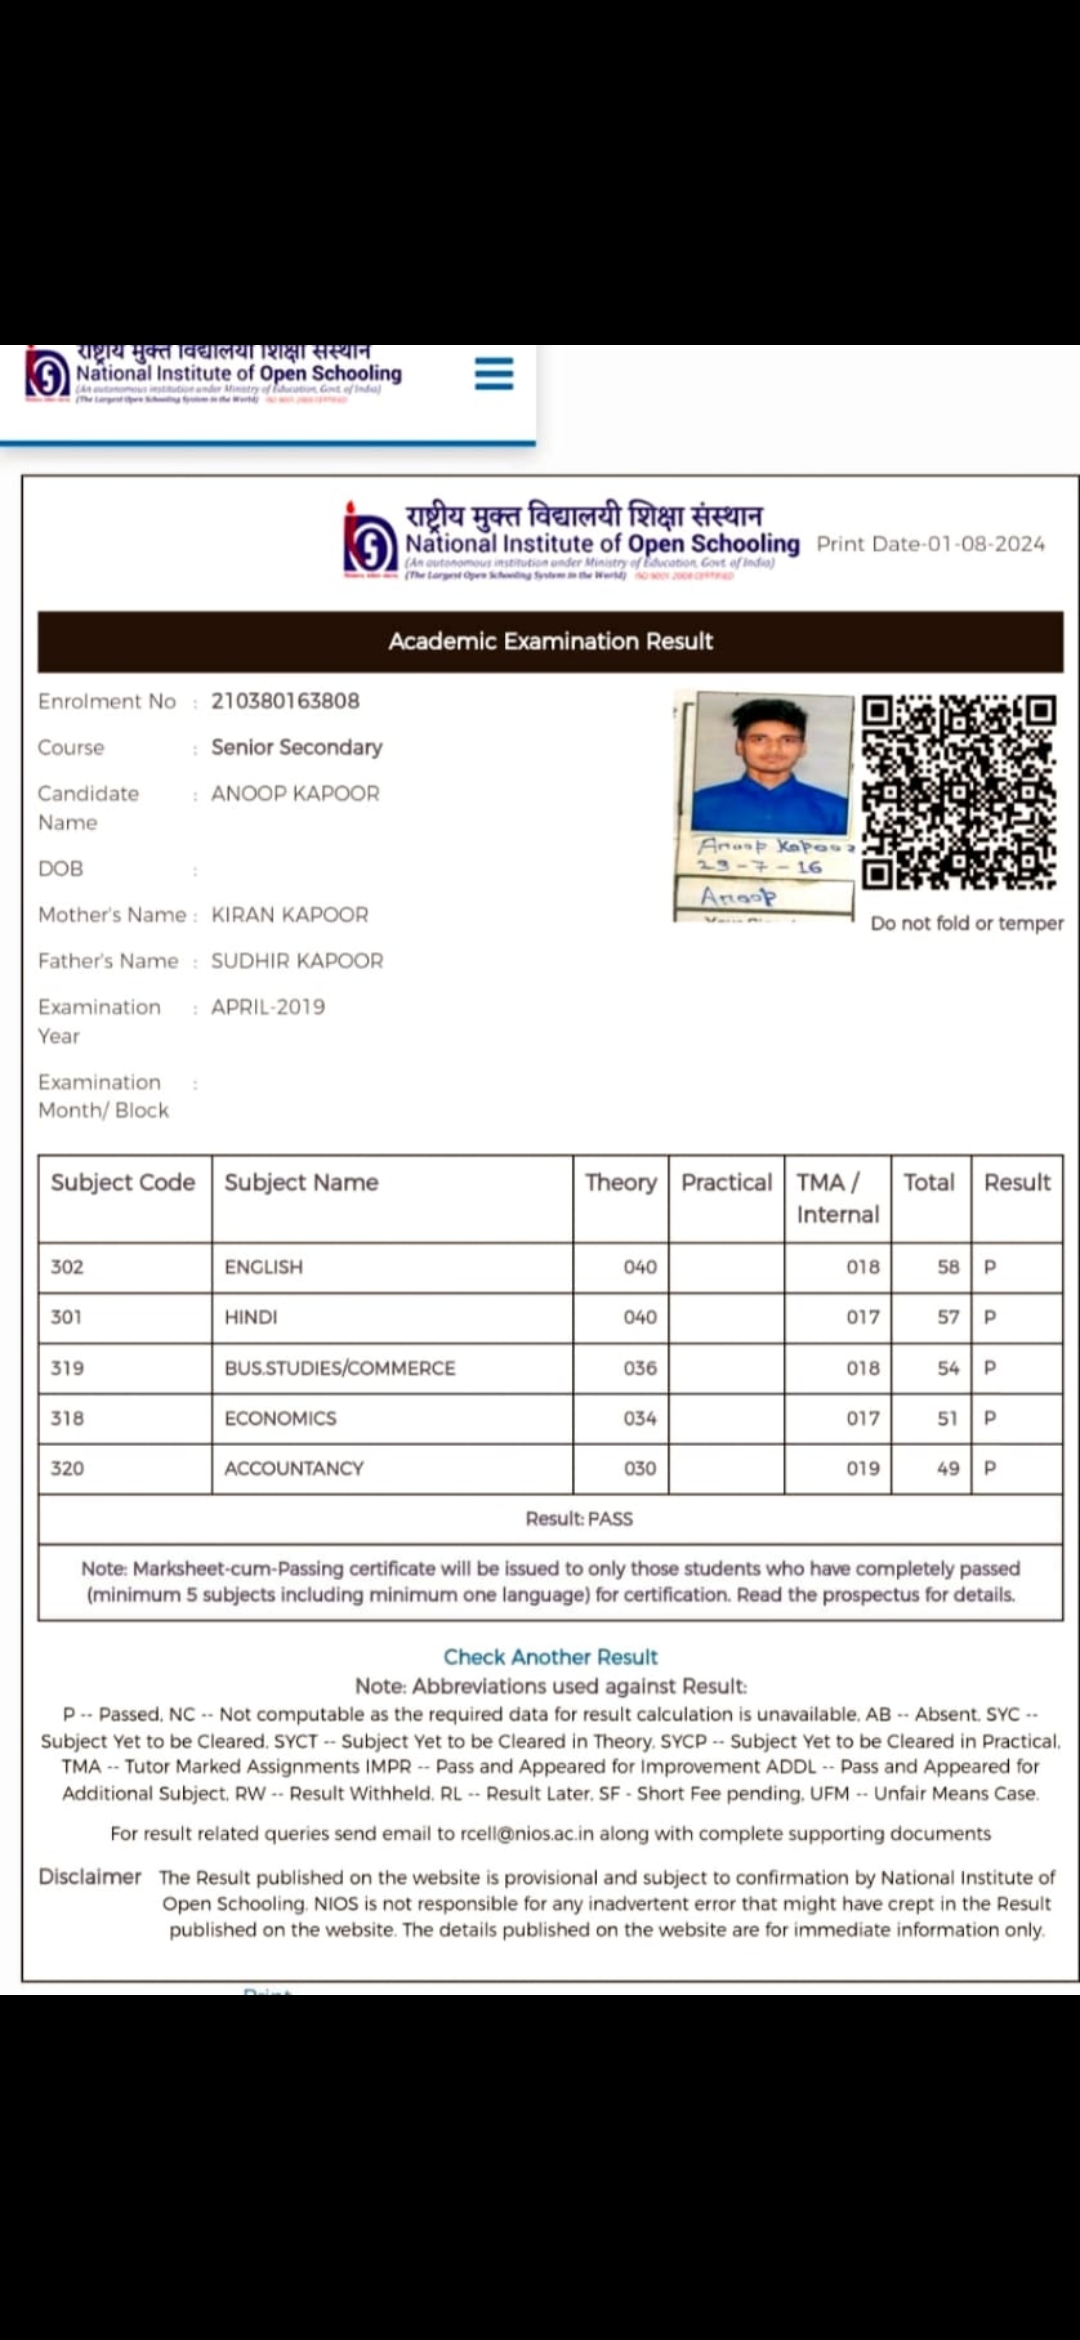 राष्ट्रीय मुक्त विद्यालयी शिक्षा संस्थान
National Institute of Open Schooling
(An autonomous institution under Ministry of Education, Govt. of India)
(The Largest Open Schooling System in the World) ISO 9001: 2008 CERTIFIED
राष्ट्रीय मुक्त विद्यालयी शिक्षा संस्थान
National Institute of Open Schooling Print Date-01-08-2024
(An autonomous institution under Ministry of Education, Govt. of India)
(The Largest Open Schooling System in the World) ISO 9001: 2008 CERTIFIED
Academic Examination Result
Enrolment No : 210380163808
Course : Senior Secondary
Candidate Name : ANOOP KAPOOR
DOB :
Mother's Name : KIRAN KAPOOR
Father's Name : SUDHIR KAPOOR
Examination Year : APRIL-2019
Examination Month/ Block :
Anoop Kapoor
23-7-16
Anoop
Do not fold or temper
Subject Code Subject Name Theory Practical TMA / Internal Total Result
302 ENGLISH 040 018 58 P
301 HINDI 040 017 57 P
319 BUS.STUDIES/COMMERCE 036 018 54 P
318 ECONOMICS 034 017 51 P
320 ACCOUNTANCY 030 019 49 P
Result: PASS
Note: Marksheet-cum-Passing certificate will be issued to only those students who have completely passed
(minimum 5 subjects including minimum one language) for certification. Read the prospectus for details.
Check Another Result
Note: Abbreviations used against Result:
P -- Passed, NC -- Not computable as the required data for result calculation is unavailable, AB -- Absent, SYC --
Subject Yet to be Cleared, SYCT -- Subject Yet to be Cleared in Theory, SYCP -- Subject Yet to be Cleared in Practical,
TMA -- Tutor Marked Assignments IMPR -- Pass and Appeared for Improvement ADDL -- Pass and Appeared for
Additional Subject, RW -- Result Withheld, RL -- Result Later, SF - Short Fee pending, UFM -- Unfair Means Case.
For result related queries send email to rcell@nios.ac.in along with complete supporting documents
Disclaimer The Result published on the website is provisional and subject to confirmation by National Institute of
Open Schooling. NIOS is not responsible for any inadvertent error that might have crept in the Result
published on the website. The details published on the website are for immediate information only.
Print